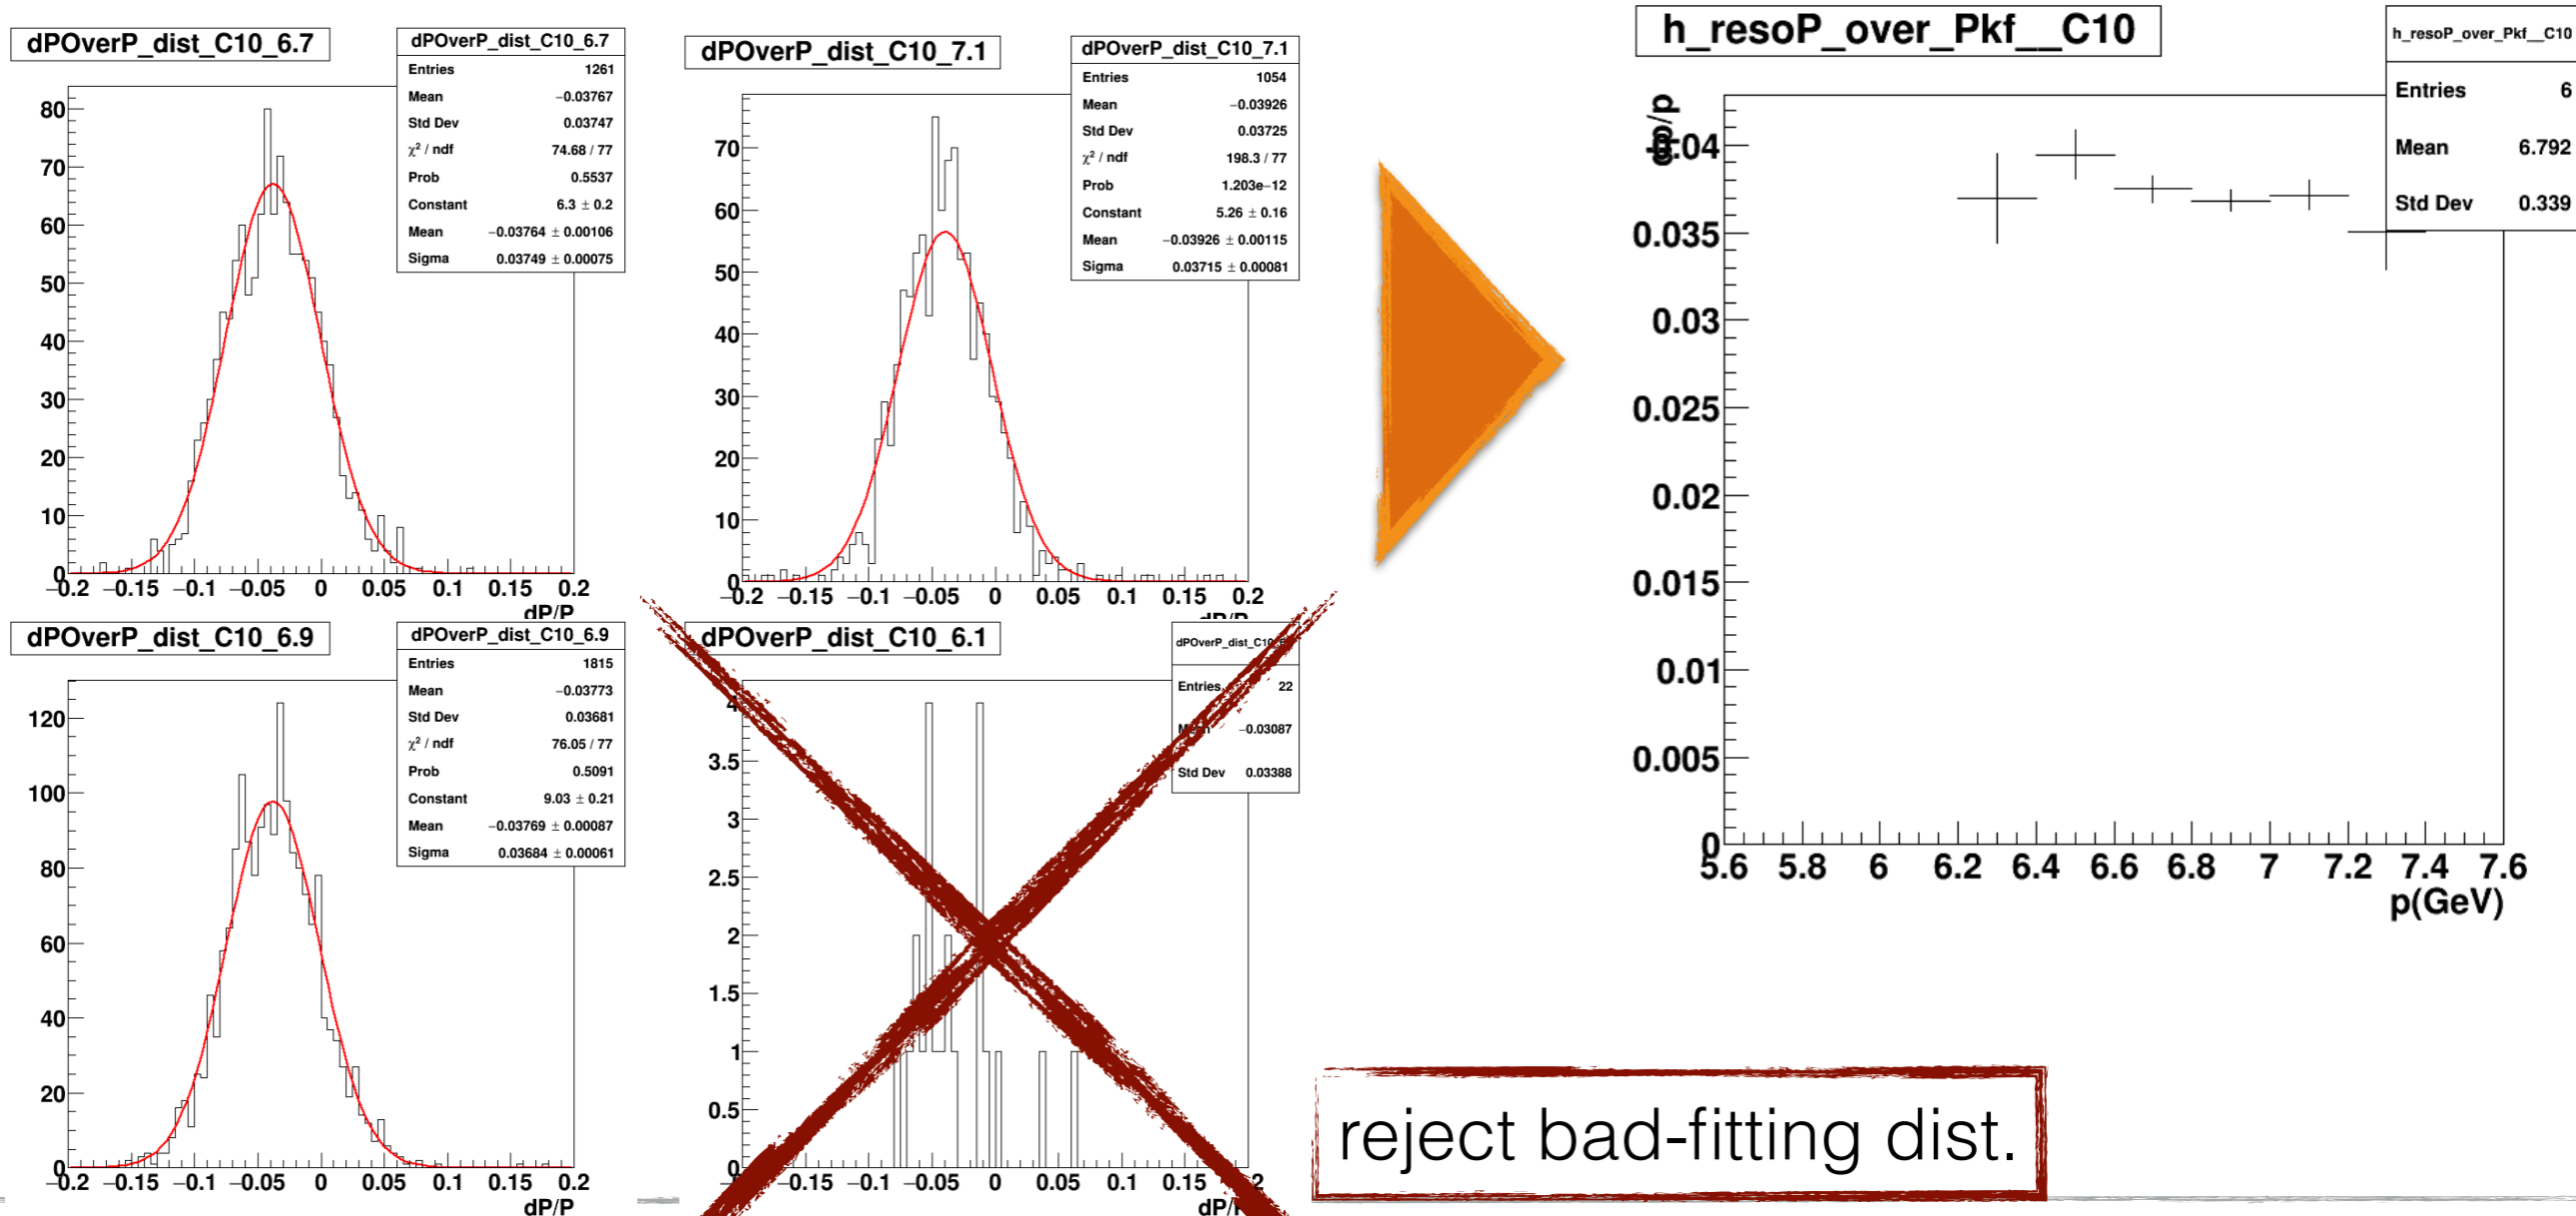 dPOverP_dist_C10_6.7
dPOverP_dist_C10_6.7
Entries 1261
Mean −0.03767
Std Dev 0.03747
χ² / ndf 74.68 / 77
Prob 0.5537
Constant 6.3 ± 0.2
Mean −0.03764 ± 0.00106
Sigma 0.03749 ± 0.00075
80
70
60
50
40
30
20
10
0
−0.2 −0.15 −0.1 −0.05 0 0.05 0.1 0.15 0.2
dP/P
dPOverP_dist_C10_7.1
dPOverP_dist_C10_7.1
Entries 1054
Mean −0.03926
Std Dev 0.03725
χ² / ndf 198.3 / 77
Prob 1.203e−12
Constant 5.26 ± 0.16
Mean −0.03926 ± 0.00115
Sigma 0.03715 ± 0.00081
70
60
50
40
30
20
10
0
−0.2 −0.15 −0.1 −0.05 0 0.05 0.1 0.15 0.2
dP/P
dPOverP_dist_C10_6.9
dPOverP_dist_C10_6.9
Entries 1815
Mean −0.03773
Std Dev 0.03681
χ² / ndf 76.05 / 77
Prob 0.5091
Constant 9.03 ± 0.21
Mean −0.03769 ± 0.00087
Sigma 0.03684 ± 0.00061
120
100
80
60
40
20
0
−0.2 −0.15 −0.1 −0.05 0 0.05 0.1 0.15 0.2
dP/P
dPOverP_dist_C10_6.1
Entries 22
Mean −0.03087
Std Dev 0.03388
4
3.5
3
2.5
2
1.5
1
0.5
0
−0.2 −0.15 −0.1 −0.05 0 0.05 0.1 0.15
dP/P
h_resoP_over_Pkf__C10
h_resoP_over_Pkf__C10
Entries 6
Mean 6.792
Std Dev 0.339
dp/p
0.04
0.035
0.03
0.025
0.02
0.015
0.01
0.005
0
5.6 5.8 6 6.2 6.4 6.6 6.8 7 7.2 7.4 7.6
p(GeV)
reject bad-fitting dist.